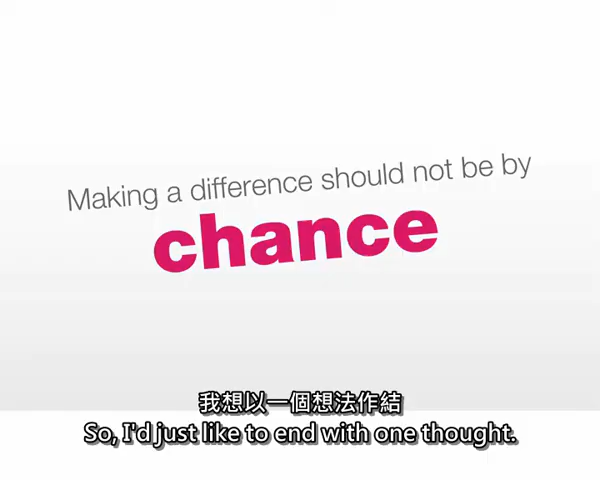 Making a difference should not be by
chance
我想以一個想法作結
So, I'd just like to end with one thought.